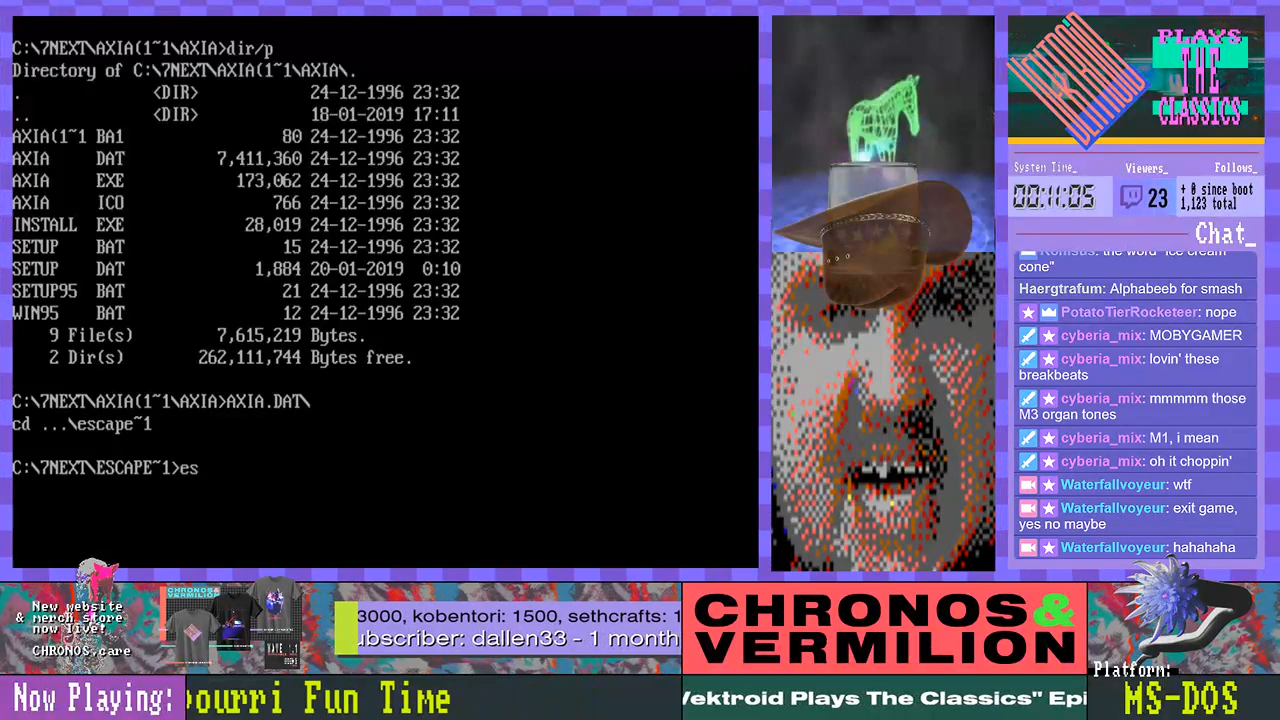 C:\7NEXT\AXIA(1~1\AXIA>dir/p
Directory of C:\7NEXT\AXIA(1~1\AXIA\.
. <DIR> 24-12-1996 23:32
.. <DIR> 18-01-2019 17:11
AXIA(1~1 BA1 80 24-12-1996 23:32
AXIA DAT 7,411,360 24-12-1996 23:32
AXIA EXE 173,062 24-12-1996 23:32
AXIA ICO 766 24-12-1996 23:32
INSTALL EXE 28,019 24-12-1996 23:32
SETUP BAT 15 24-12-1996 23:32
SETUP DAT 1,884 20-01-2019 0:10
SETUP95 BAT 21 24-12-1996 23:32
WIN95 BAT 12 24-12-1996 23:32
9 File(s) 7,615,219 Bytes.
2 Dir(s) 262,111,744 Bytes free.
C:\7NEXT\AXIA(1~1\AXIA>AXIA.DAT\
cd ...\escape~1
C:\7NEXT\ESCAPE~1>es
PLAYS
THE
CLASSICS
System Time_
Viewers_
Follows_
00:11:05
23
+ 0 since boot
1,123 total
Chat_
cone"
Haergtrafum: Alphabeeb for smash
PotatoTierRocketeer: nope
cyberia_mix: MOBYGAMER
cyberia_mix: lovin' these
breakbeats
cyberia_mix: mmmmm those
M3 organ tones
cyberia_mix: M1, i mean
cyberia_mix: oh it choppin'
Waterfallvoyeur: wtf
Waterfallvoyeur: exit game,
yes no maybe
Waterfallvoyeur: hahahaha
New website
& merch store
now live!
CHRONOS.care
3000, kobentori: 1500, sethcrafts: 1
ubscriber: dallen33 - 1 month
CHRONOS&
VERMILION
Platform:
MS-DOS
Now Playing:
pourri Fun Time
Vektroid Plays The Classics" Epi